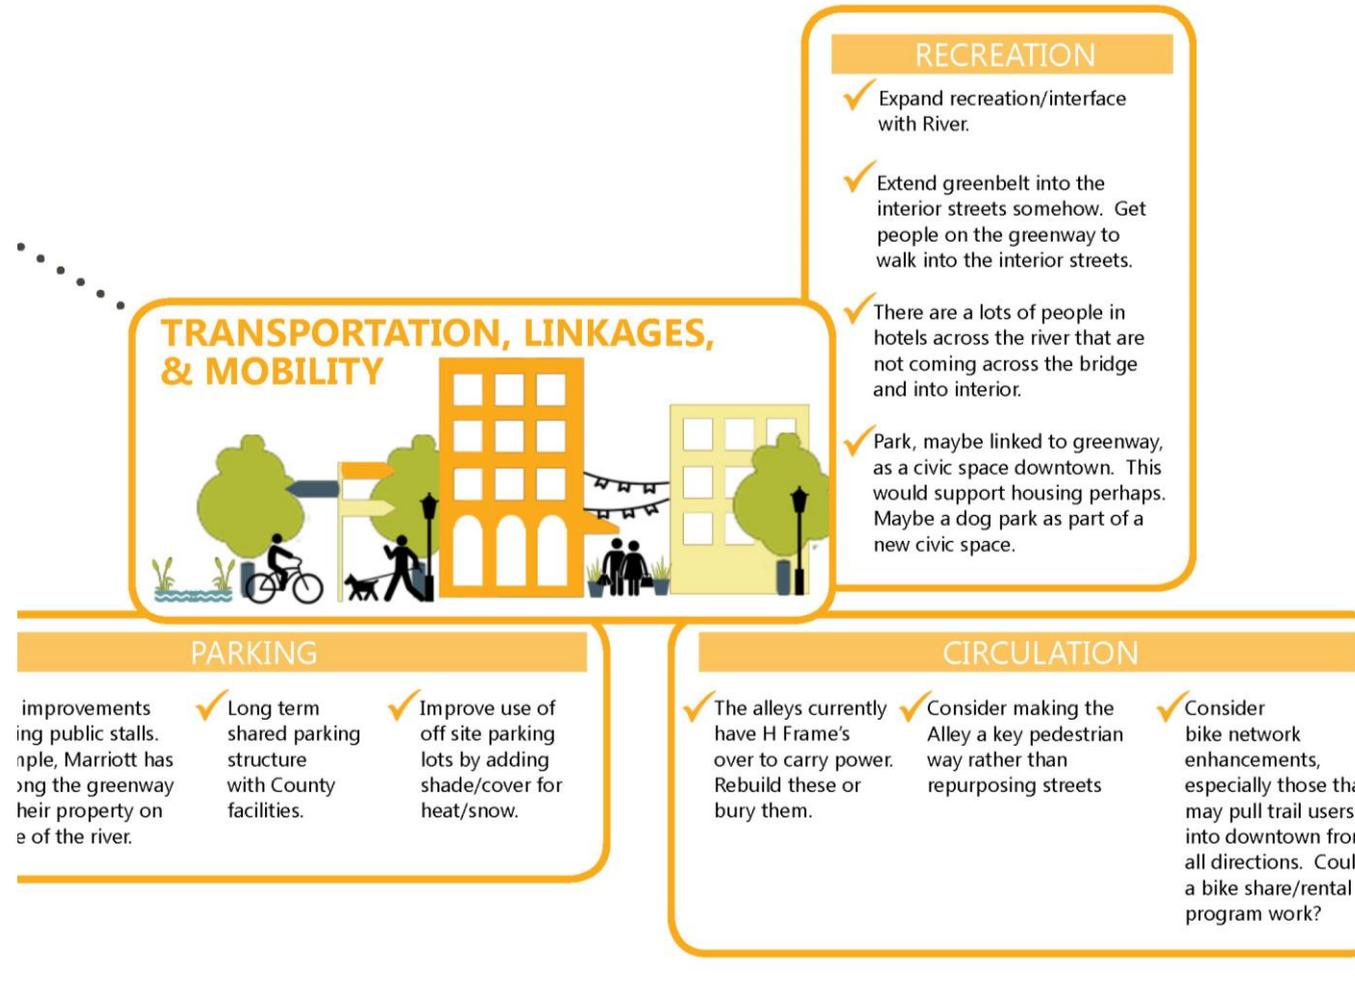 RECREATION
Expand recreation/interface
with River.
Extend greenbelt into the
interior streets somehow. Get
people on the greenway to
walk into the interior streets.
There are a lots of people in
hotels across the river that are
not coming across the bridge
and into interior.
Park, maybe linked to greenway,
as a civic space downtown. This
would support housing perhaps.
Maybe a dog park as part of a
new civic space.
TRANSPORTATION, LINKAGES,
& MOBILITY
PARKING
improvements
public stalls.
Marriott has
the greenway
property on
of the river.
Long term
shared parking
structure
with County
facilities.
Improve use of
off site parking
lots by adding
shade/cover for
heat/snow.
CIRCULATION
The alleys currently
have H Frame's
over to carry power.
Rebuild these or
bury them.
Consider making the
Alley a key pedestrian
way rather than
repurposing streets
Consider
bike network
enhancements,
especially those
may pull trail users
into downtown
all directions.
a bike share/rental
program work?